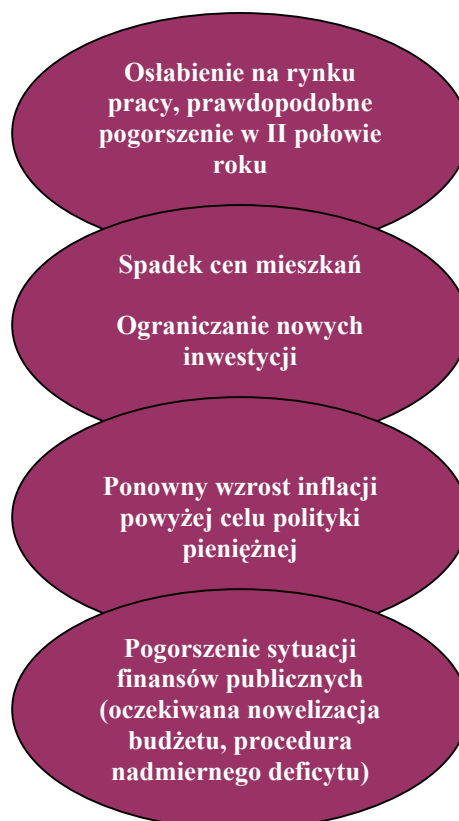 Osłabienie na rynku
pracy, prawdopodobne
pogorszenie w II połowie
roku
Spadek cen mieszkań
Ograniczanie nowych
inwestycji
Ponowny wzrost inflacji
powyżej celu polityki
pieniężnej
Pogorszenie sytuacji
finansów publicznych
(oczekiwana nowelizacja
budżetu, procedura
nadmiernego deficytu)